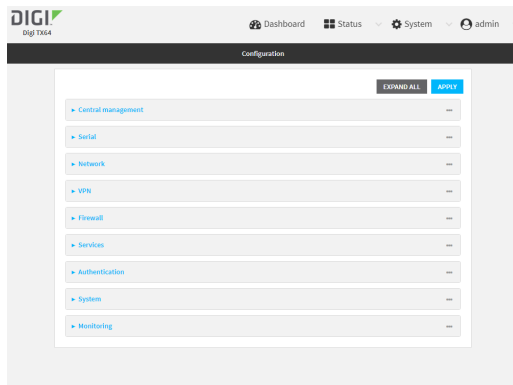 DIGI
Digi TX64
Dashboard Status System admin
Configuration
EXPAND ALL APPLY
Central management
Serial
Network
VPN
Firewall
Services
Authentication
System
Monitoring